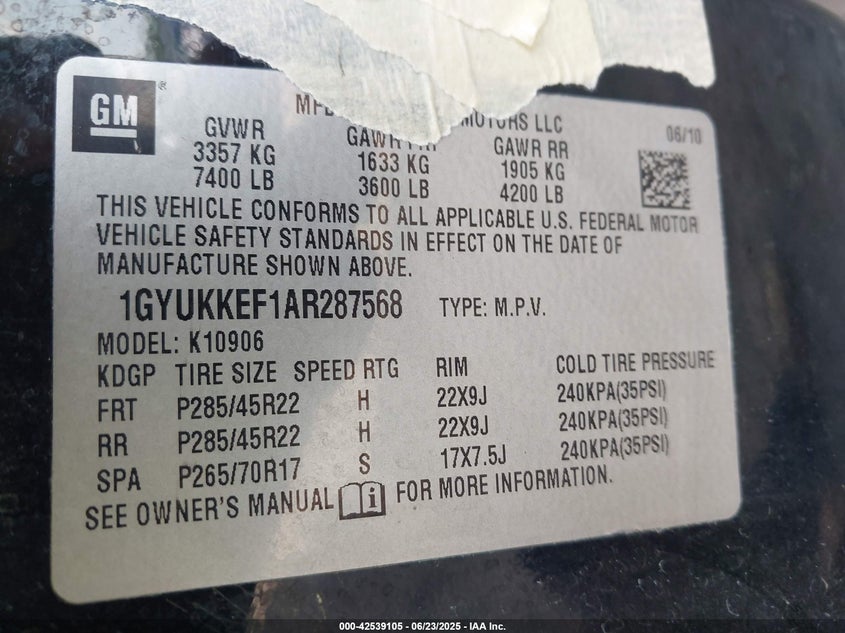 GM
MOTORS LLC
06/10
GVWR GAWR FRT GAWR RR
3357 KG 1633 KG 1905 KG
7400 LB 3600 LB 4200 LB
THIS VEHICLE CONFORMS TO ALL APPLICABLE U.S. FEDERAL MOTOR
VEHICLE SAFETY STANDARDS IN EFFECT ON THE DATE OF
MANUFACTURE SHOWN ABOVE.
1GYUKKEF1AR287568 TYPE: M.P.V.
MODEL: K10906
KDGP TIRE SIZE SPEED RTG RIM COLD TIRE PRESSURE
FRT P285/45R22 H 22X9J 240KPA(35PSI)
RR P285/45R22 H 22X9J 240KPA(35PSI)
SPA P265/70R17 S 17X7.5J 240KPA(35PSI)
SEE OWNER'S MANUAL FOR MORE INFORMATION.
000-42539105 - 06/23/2025 - IAA Inc.